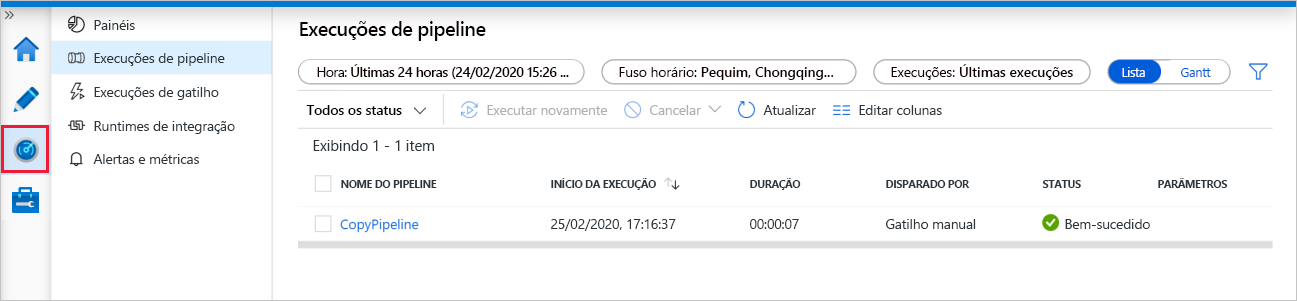 »
Painéis
Execuções de pipeline
Execuções de gatilho
Runtimes de integração
Alertas e métricas
Execuções de pipeline
Hora: Últimas 24 horas (24/02/2020 15:26 ...
Fuso horário: Pequim, Chongqing...
Execuções: Últimas execuções
Lista
Gantt
Todos os status
Executar novamente
Cancelar
Atualizar
Editar colunas
Exibindo 1 - 1 item
NOME DO PIPELINE INÍCIO DA EXECUÇÃO ↑↓ DURAÇÃO DISPARADO POR STATUS PARÂMETROS
CopyPipeline 25/02/2020, 17:16:37 00:00:07 Gatilho manual Bem-sucedido